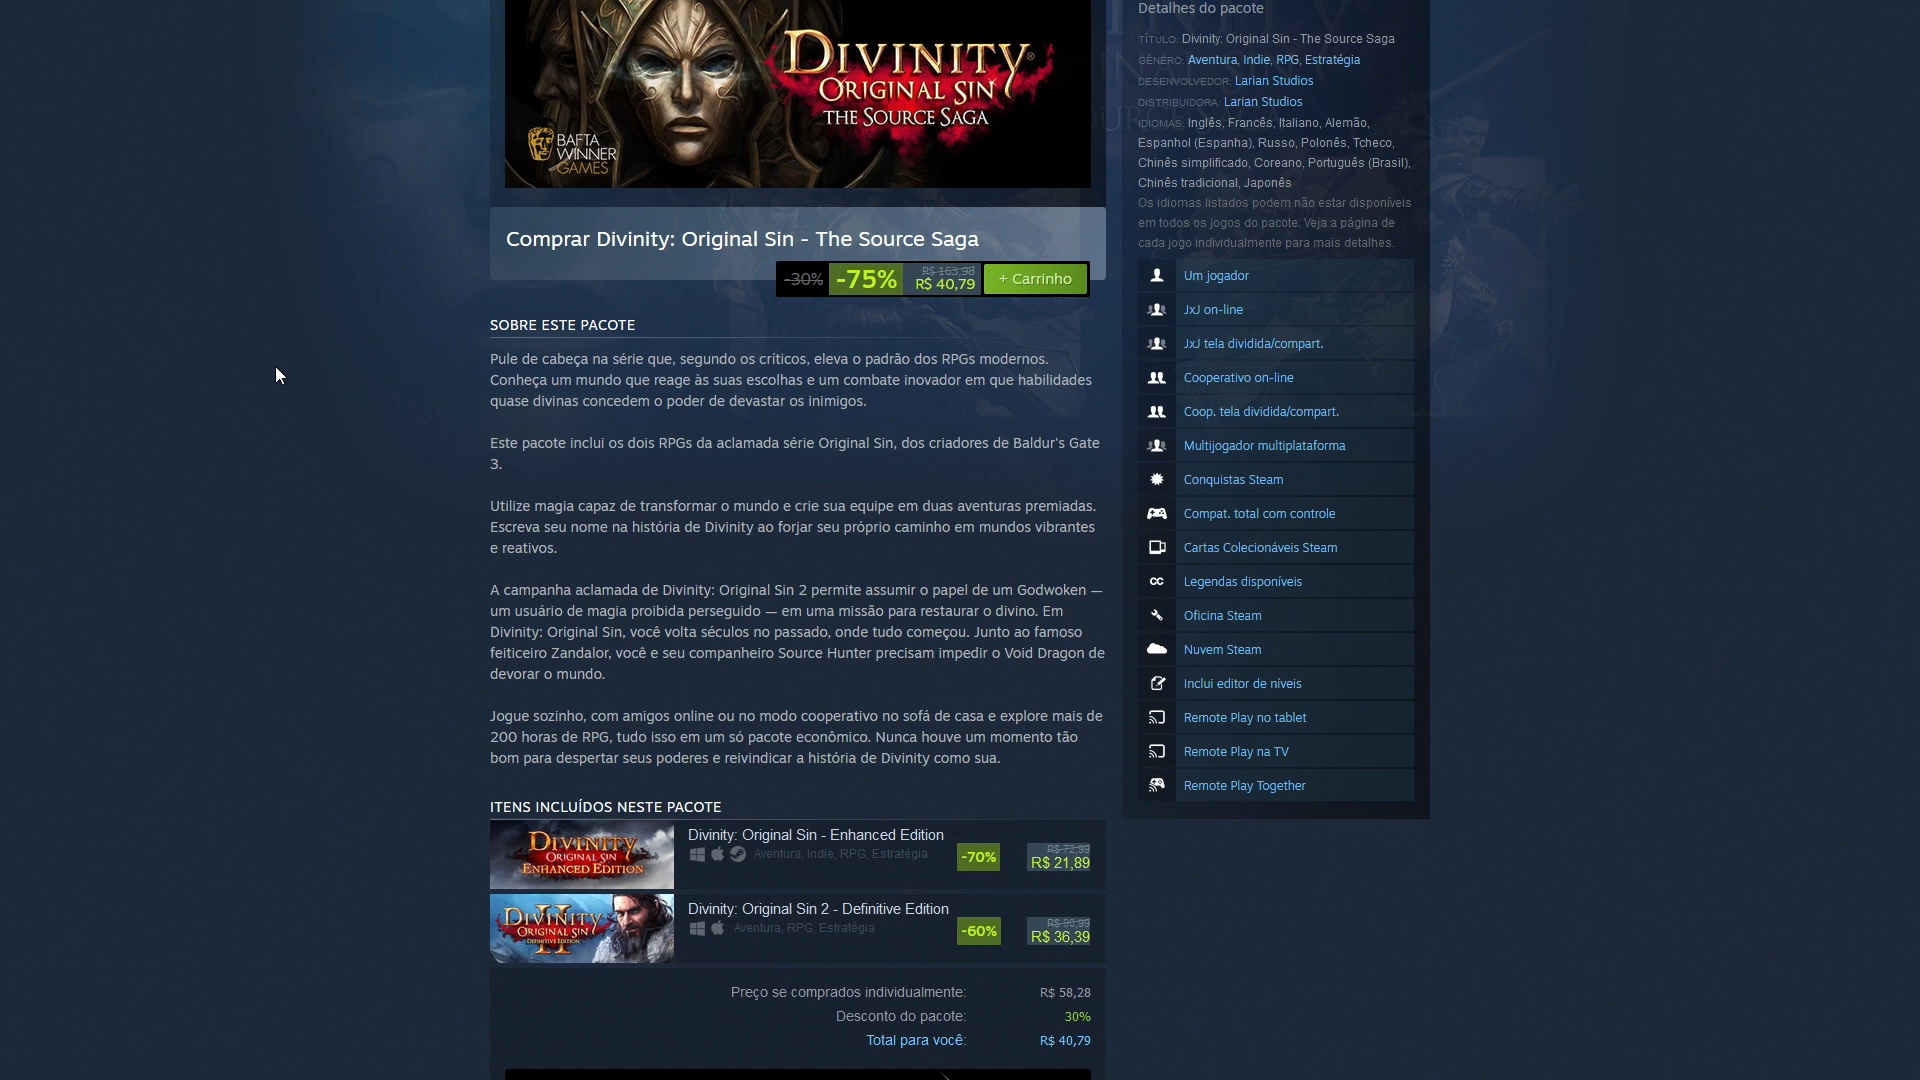 DIVINITY®
ORIGINAL SIN
THE SOURCE SAGA
BAFTA
WINNER
GAMES
Comprar Divinity: Original Sin - The Source Saga
-30%
-75%
R$ 163,98
R$ 40,79
+ Carrinho
SOBRE ESTE PACOTE
Pule de cabeça na série que, segundo os críticos, eleva o padrão dos RPGs modernos.
Conheça um mundo que reage às suas escolhas e um combate inovador em que habilidades
quase divinas concedem o poder de devastar os inimigos.
Este pacote inclui os dois RPGs da aclamada série Original Sin, dos criadores de Baldur's Gate
3.
Utilize magia capaz de transformar o mundo e crie sua equipe em duas aventuras premiadas.
Escreva seu nome na história de Divinity ao forjar seu próprio caminho em mundos vibrantes
e reativos.
A campanha aclamada de Divinity: Original Sin 2 permite assumir o papel de um Godwoken —
um usuário de magia proibida perseguido — em uma missão para restaurar o divino. Em
Divinity: Original Sin, você volta séculos no passado, onde tudo começou. Junto ao famoso
feiticeiro Zandalor, você e seu companheiro Source Hunter precisam impedir o Void Dragon de
devorar o mundo.
Jogue sozinho, com amigos online ou no modo cooperativo no sofá de casa e explore mais de
200 horas de RPG, tudo isso em um só pacote econômico. Nunca houve um momento tão
bom para despertar seus poderes e reivindicar a história de Divinity como sua.
ITENS INCLUÍDOS NESTE PACOTE
DIVINITY
ORIGINAL SIN
ENHANCED EDITION
Divinity: Original Sin - Enhanced Edition
Aventura, Indie, RPG, Estratégia
-70%
R$ 72,99
R$ 21,89
DIVINITY
II
ORIGINAL SIN
DEFINITIVE EDITION
Divinity: Original Sin 2 - Definitive Edition
Aventura, RPG, Estratégia
-60%
R$ 90,99
R$ 36,39
Preço se comprados individualmente: R$ 58,28
Desconto do pacote: 30%
Total para você: R$ 40,79
Detalhes do pacote
TÍTULO: Divinity: Original Sin - The Source Saga
GÊNERO: Aventura, Indie, RPG, Estratégia
DESENVOLVEDOR: Larian Studios
DISTRIBUIDORA: Larian Studios
IDIOMAS: Inglês, Francês, Italiano, Alemão,
Espanhol (Espanha), Russo, Polonês, Tcheco,
Chinês simplificado, Coreano, Português (Brasil),
Chinês tradicional, Japonês
Os idiomas listados podem não estar disponíveis
em todos os jogos do pacote. Veja a página de
cada jogo individualmente para mais detalhes.
Um jogador
JxJ on-line
JxJ tela dividida/compart.
Cooperativo on-line
Coop. tela dividida/compart.
Multijogador multiplataforma
Conquistas Steam
Compat. total com controle
Cartas Colecionáveis Steam
CC Legendas disponíveis
Oficina Steam
Nuvem Steam
Inclui editor de níveis
Remote Play no tablet
Remote Play na TV
Remote Play Together